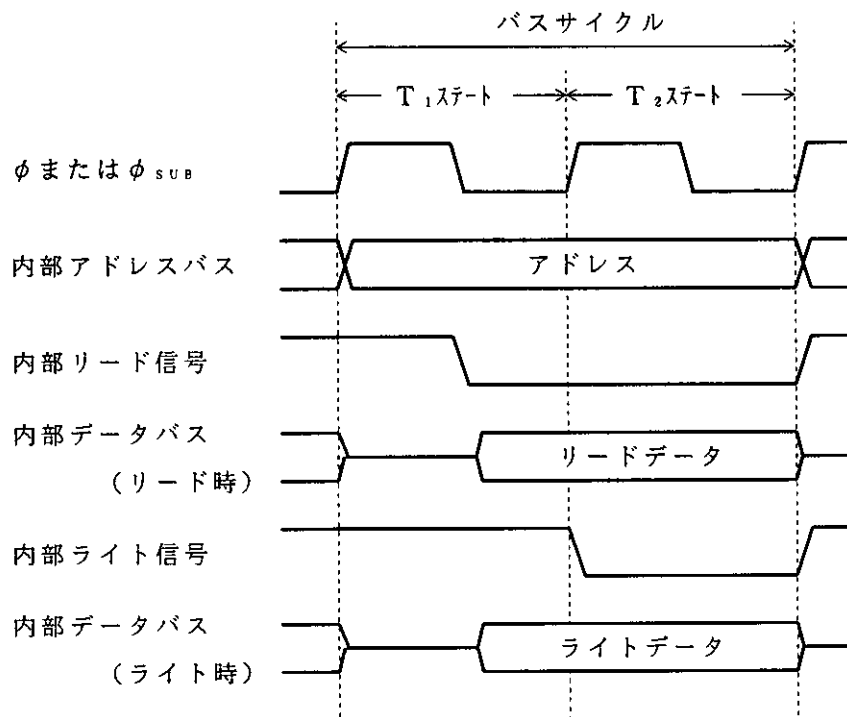 バスサイクル
T₁ステート
T₂ステート
φまたはφSUB
内部アドレスバス
アドレス
内部リード信号
内部データバス
(リード時)
リードデータ
内部ライト信号
内部データバス
(ライト時)
ライトデータ